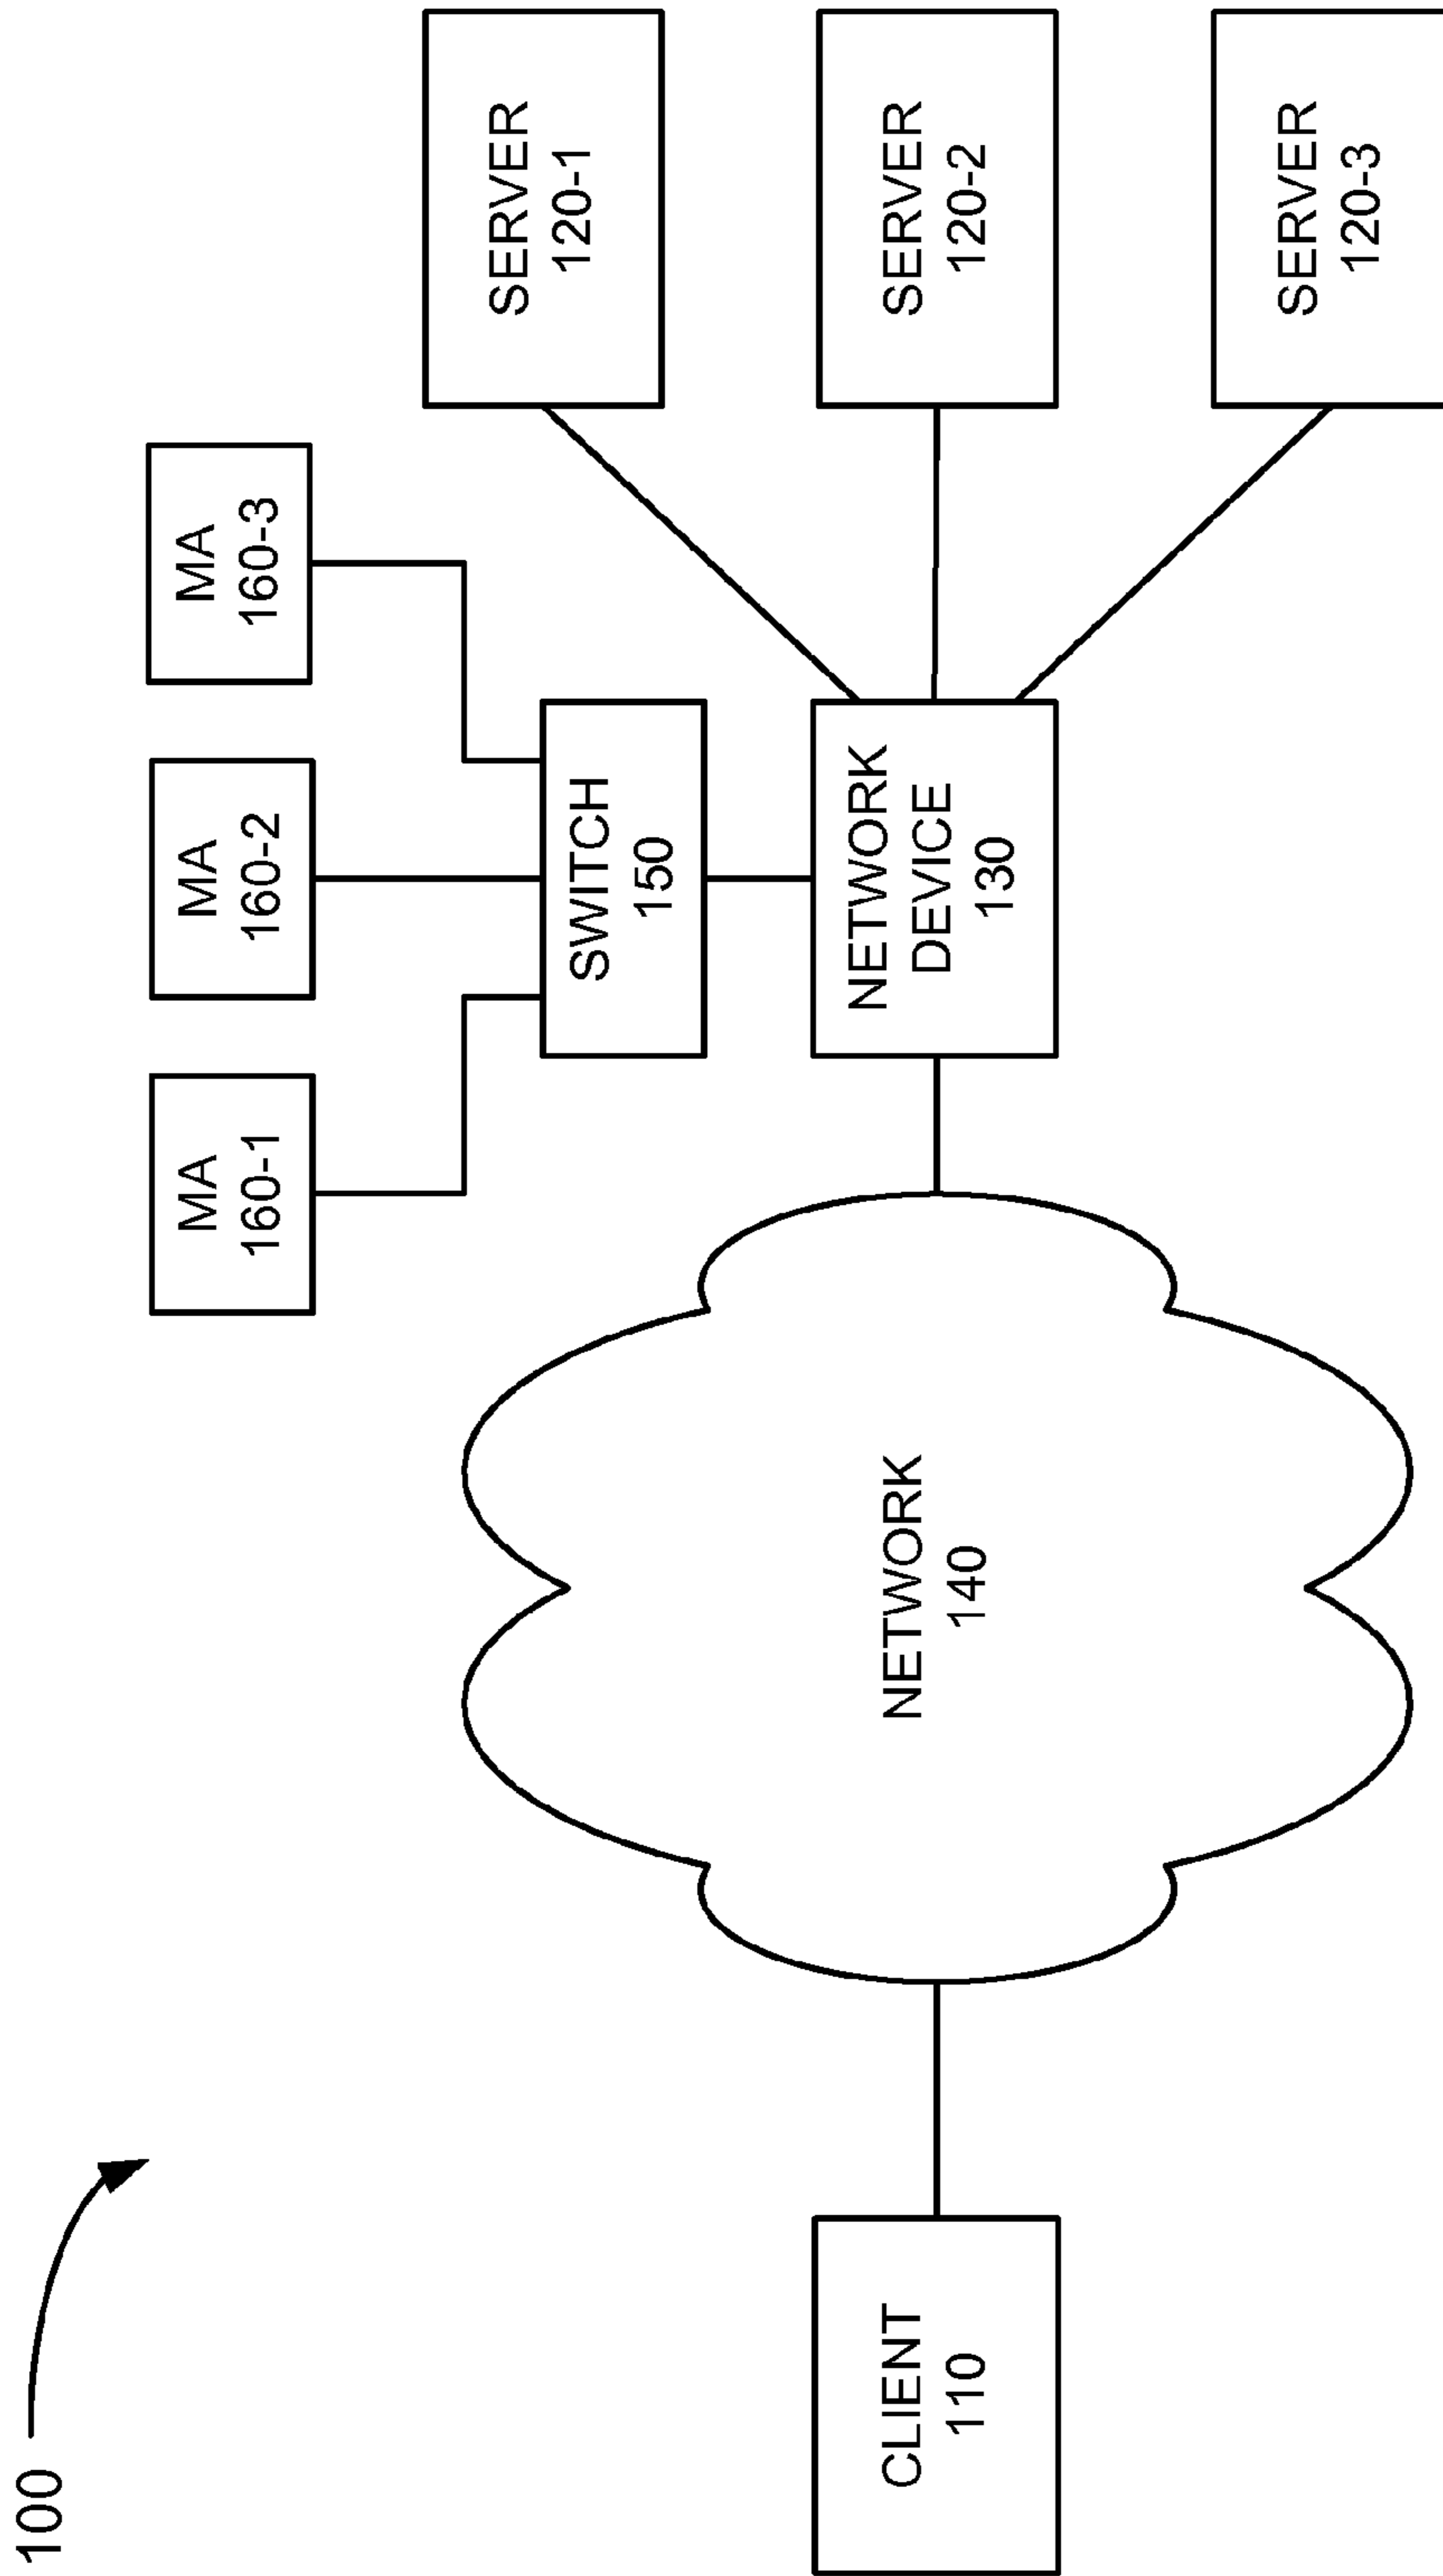 100
MA
160-1
MA
160-2
MA
160-3
SWITCH
150
SERVER
120-1
CLIENT
110
NETWORK
140
NETWORK
DEVICE
130
SERVER
120-2
SERVER
120-3